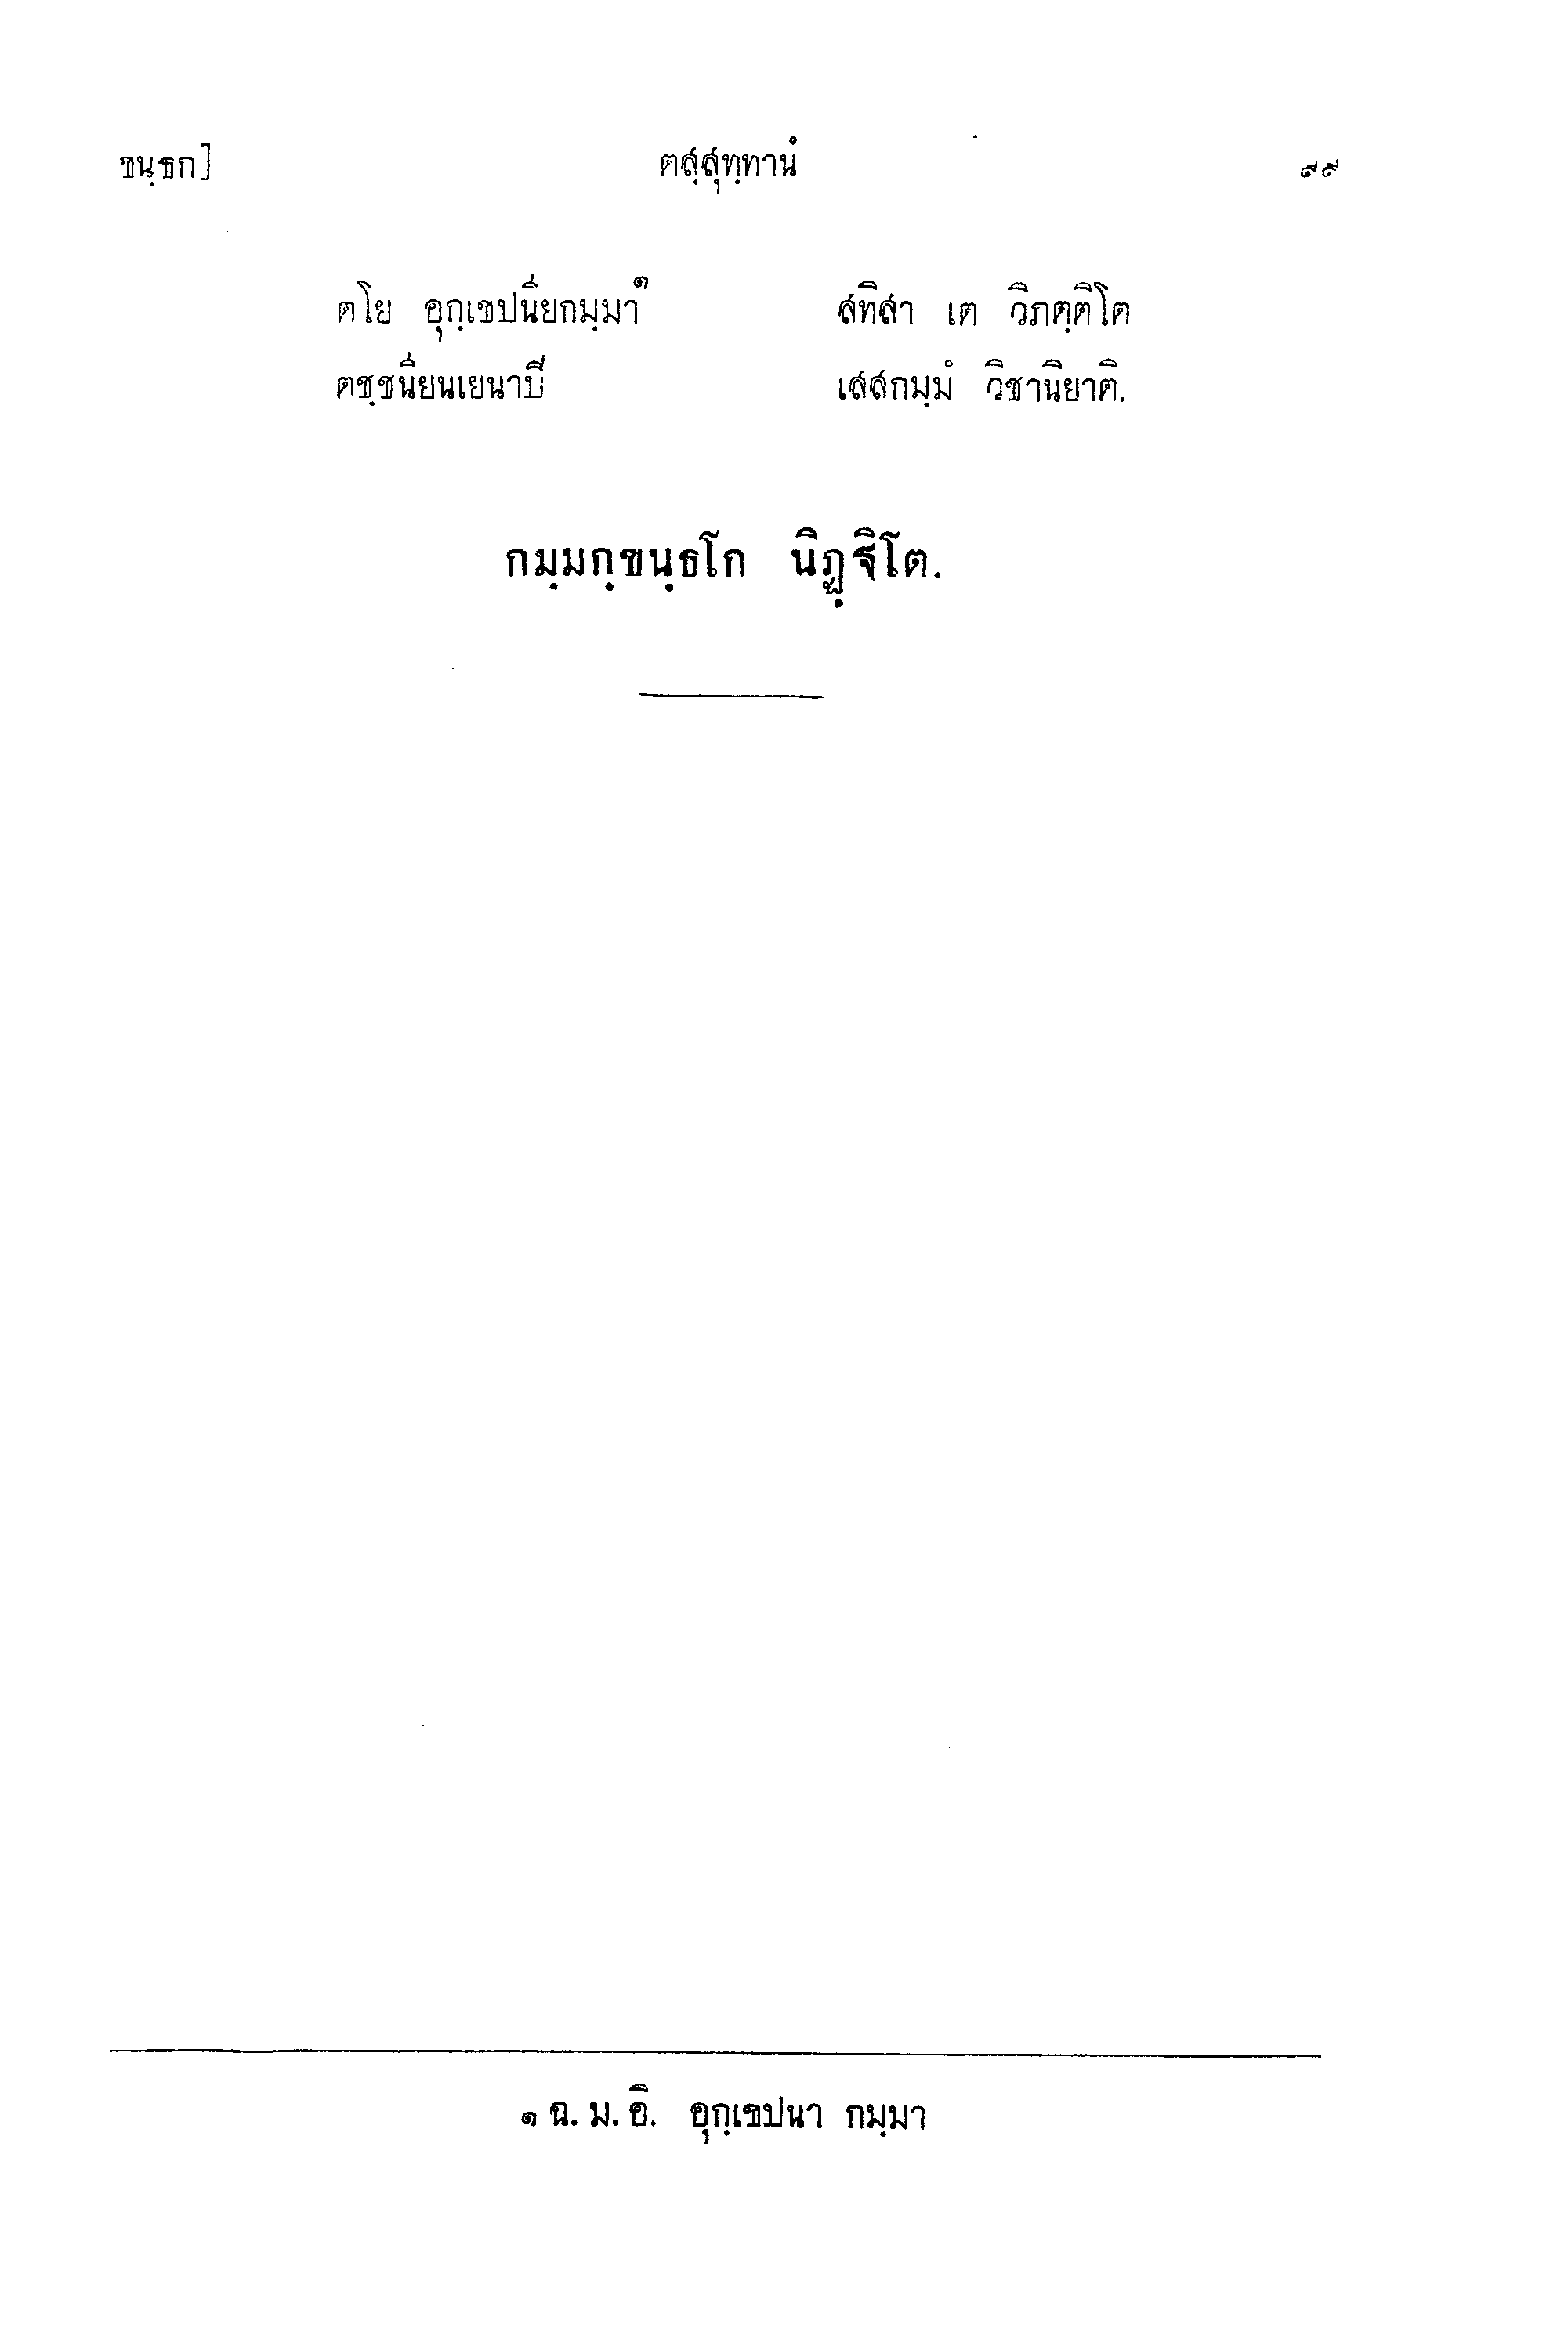 ขนฺธก] ตสฺสุทฺทานํ ๙๙
ตโย อุกฺเขปนียกมฺมา๑ สทิสา เต วิภตฺติโต
ตชฺชนียนเยนาปิ เสสกมฺมํ วิชานิยาติ.
กมฺมกฺขนฺธโก นิฏฺฐิโต.
๑ ฉ. ม. อิ. อุกฺเขปนา กมฺมา